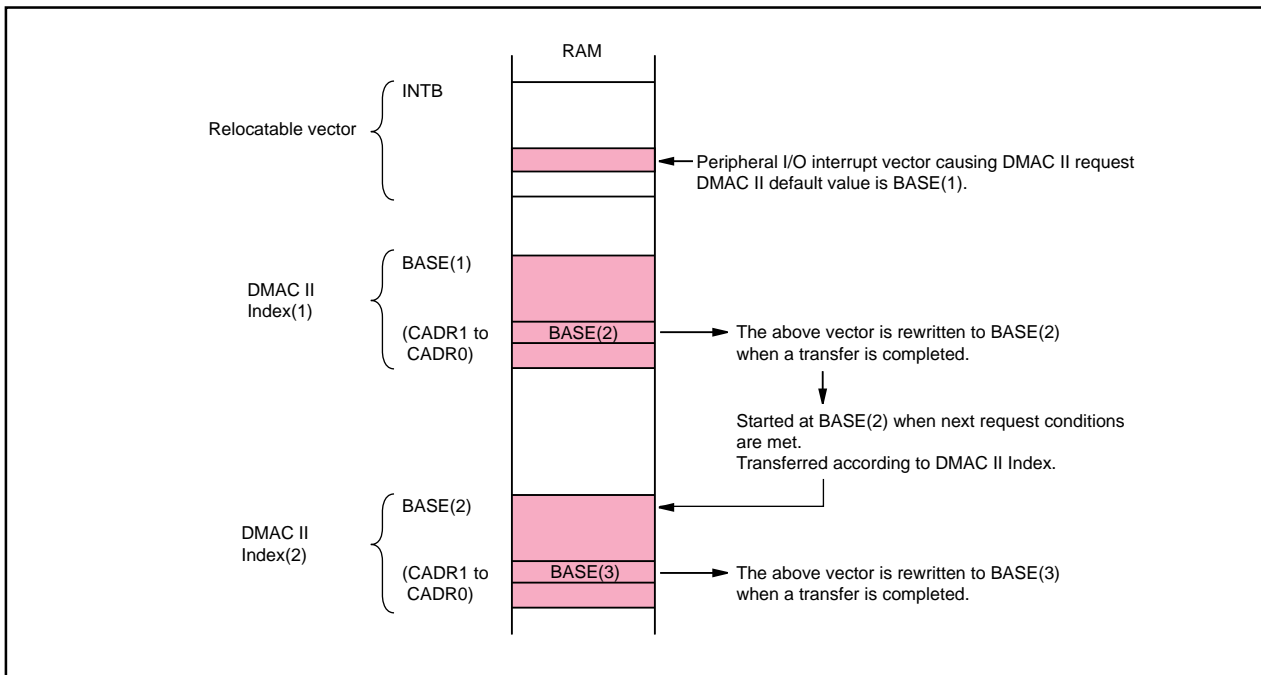 RAM
INTB
Relocatable vector
Peripheral I/O interrupt vector causing DMAC II request
DMAC II default value is BASE(1).
BASE(1)
DMAC II
Index(1)
(CADR1 to
CADR0)
BASE(2)
The above vector is rewritten to BASE(2)
when a transfer is completed.
Started at BASE(2) when next request conditions
are met.
Transferred according to DMAC II Index.
BASE(2)
DMAC II
Index(2)
(CADR1 to
CADR0)
BASE(3)
The above vector is rewritten to BASE(3)
when a transfer is completed.